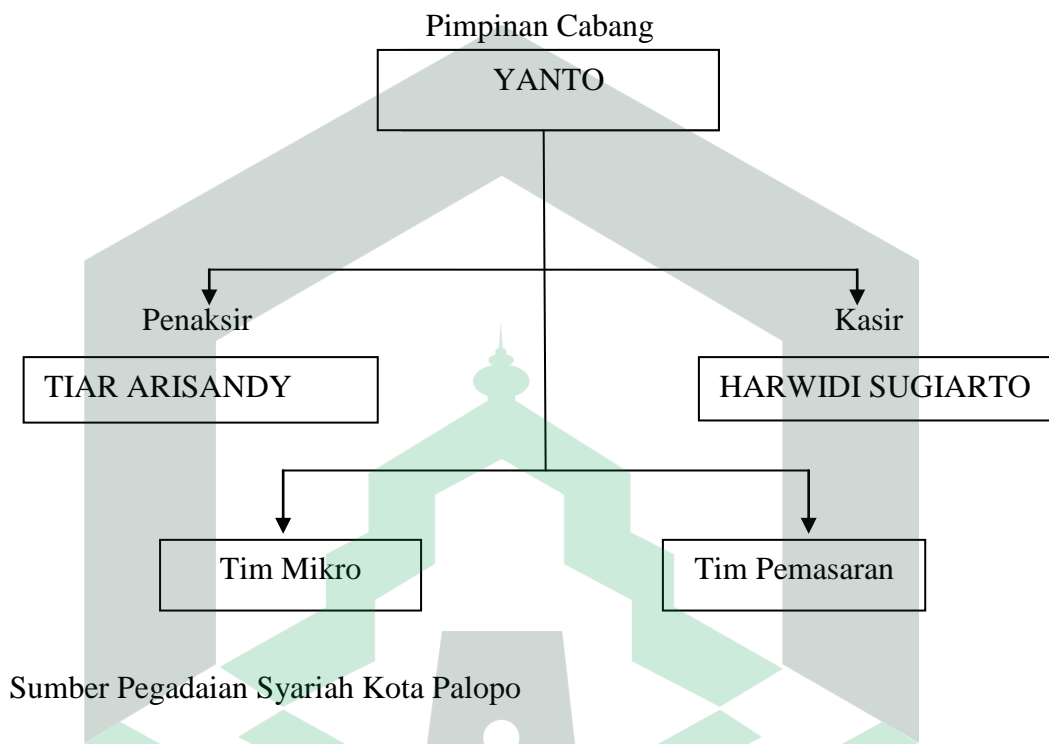 Pimpinan Cabang
YANTO
Penaksir
Kasir
TIAR ARISANDY
HARWIDI SUGIARTO
Tim Mikro
Tim Pemasaran
Sumber Pegadaian Syariah Kota Palopo